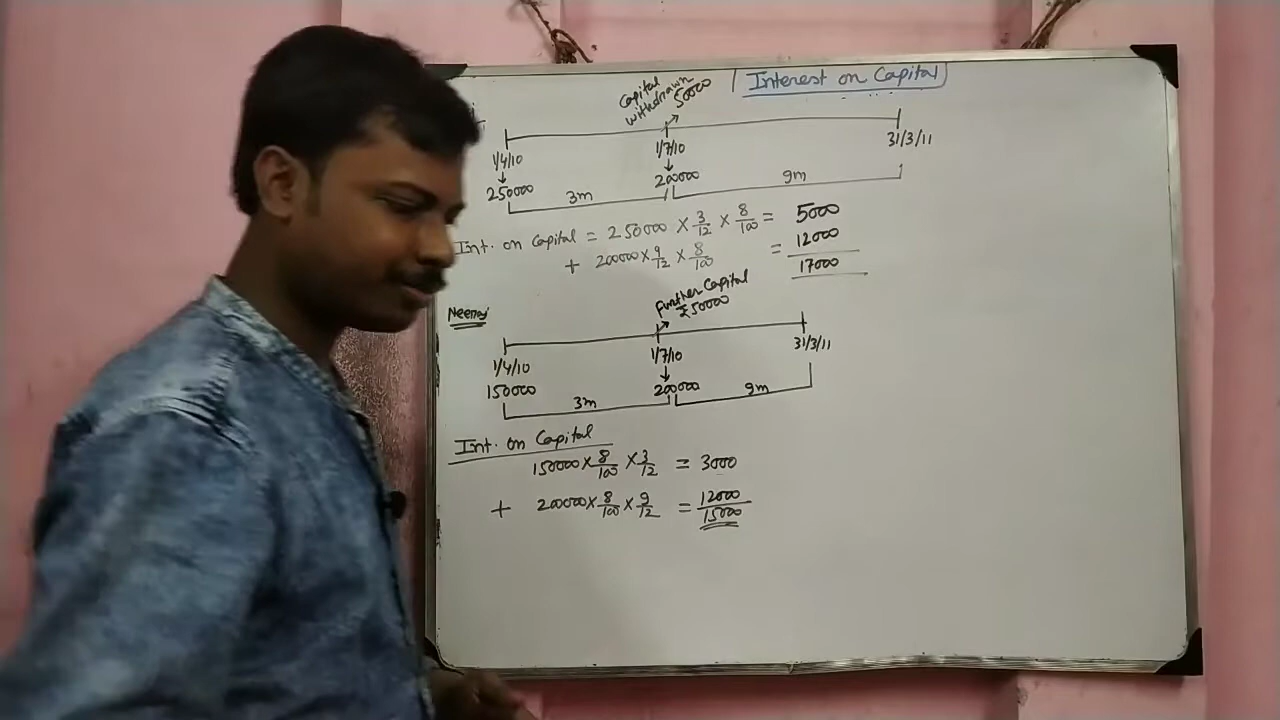 Interest on Capital
Capital
withdrawn
50000
1/4/10
1/7/10
31/3/11
250000
200000
3m
9m
Int. on Capital = 250000 × 3/12 × 8/100 = 5000
+ 200000 × 9/12 × 8/100 = 12000
17000
Neeraj
Further Capital
₹50000
1/4/10
1/7/10
31/3/11
150000
200000
3m
9m
Int. on Capital
150000 × 8/100 × 3/12 = 3000
+ 200000 × 8/100 × 9/12 = 12000
15000